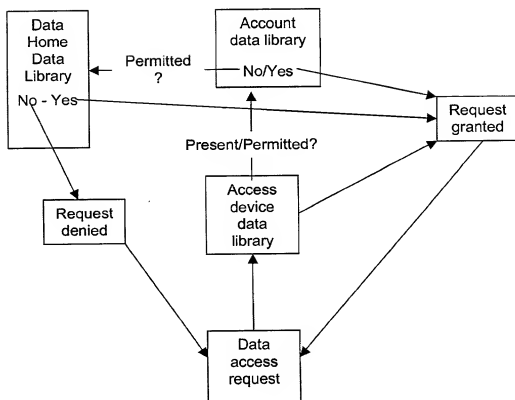 Data
Home
Data
Library
No - Yes
Permitted
?
Account
data library
No/Yes
Request
granted
Present/Permitted?
Access
device
data
library
Request
denied
Data
access
request